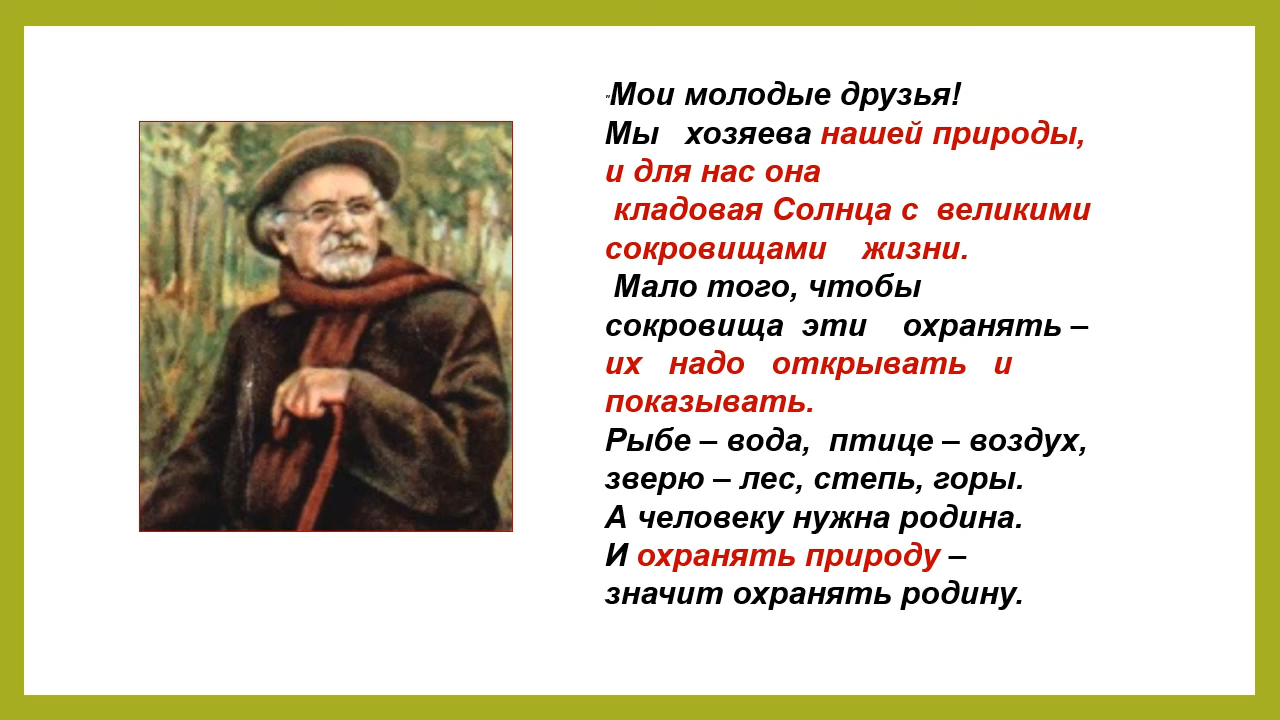 "Мои молодые друзья!
Мы хозяева нашей природы,
и для нас она
кладовая Солнца с великими
сокровищами жизни.
Мало того, чтобы
сокровища эти охранять –
их надо открывать и
показывать.
Рыбе – вода, птице – воздух,
зверю – лес, степь, горы.
А человеку нужна родина.
И охранять природу –
значит охранять родину.